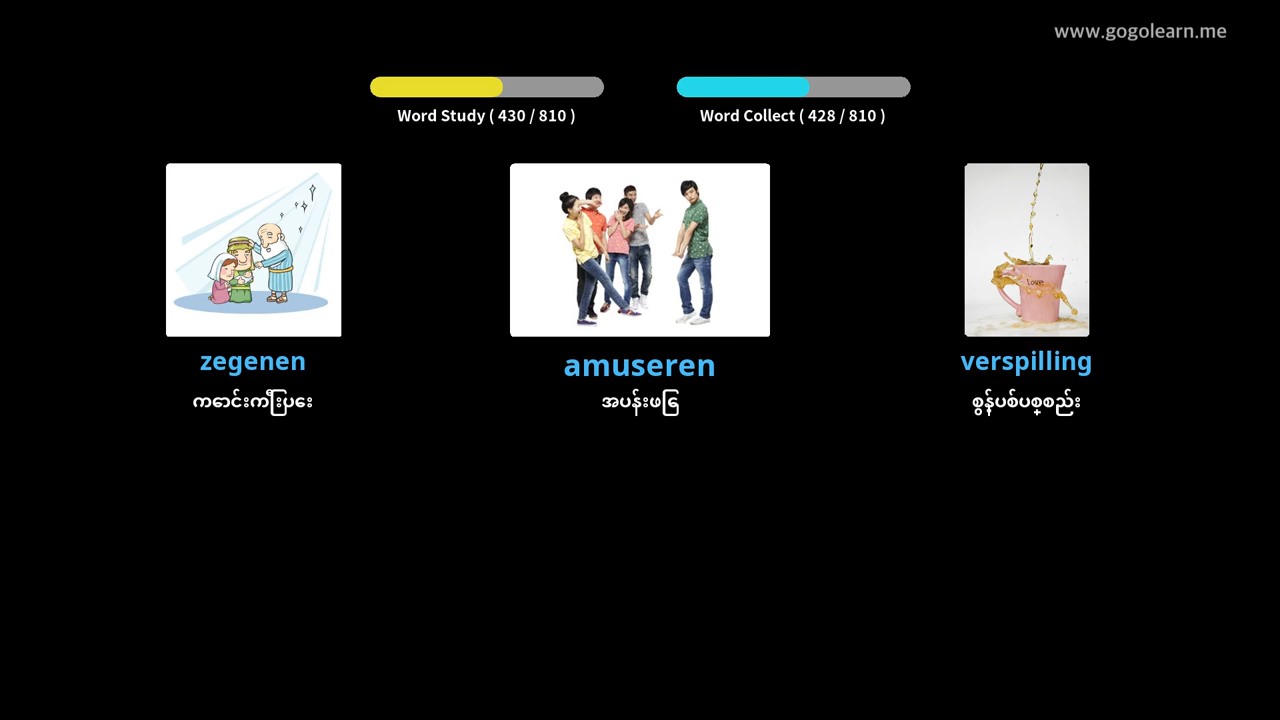 www.gogolearn.me
Word Study ( 430 / 810 )
Word Collect ( 428 / 810 )
zegenen
amuseren
verspilling
ကောင်းကြီးပေး
အပန်းဖြေ
စွန့်ပစ်ပစ္စည်း